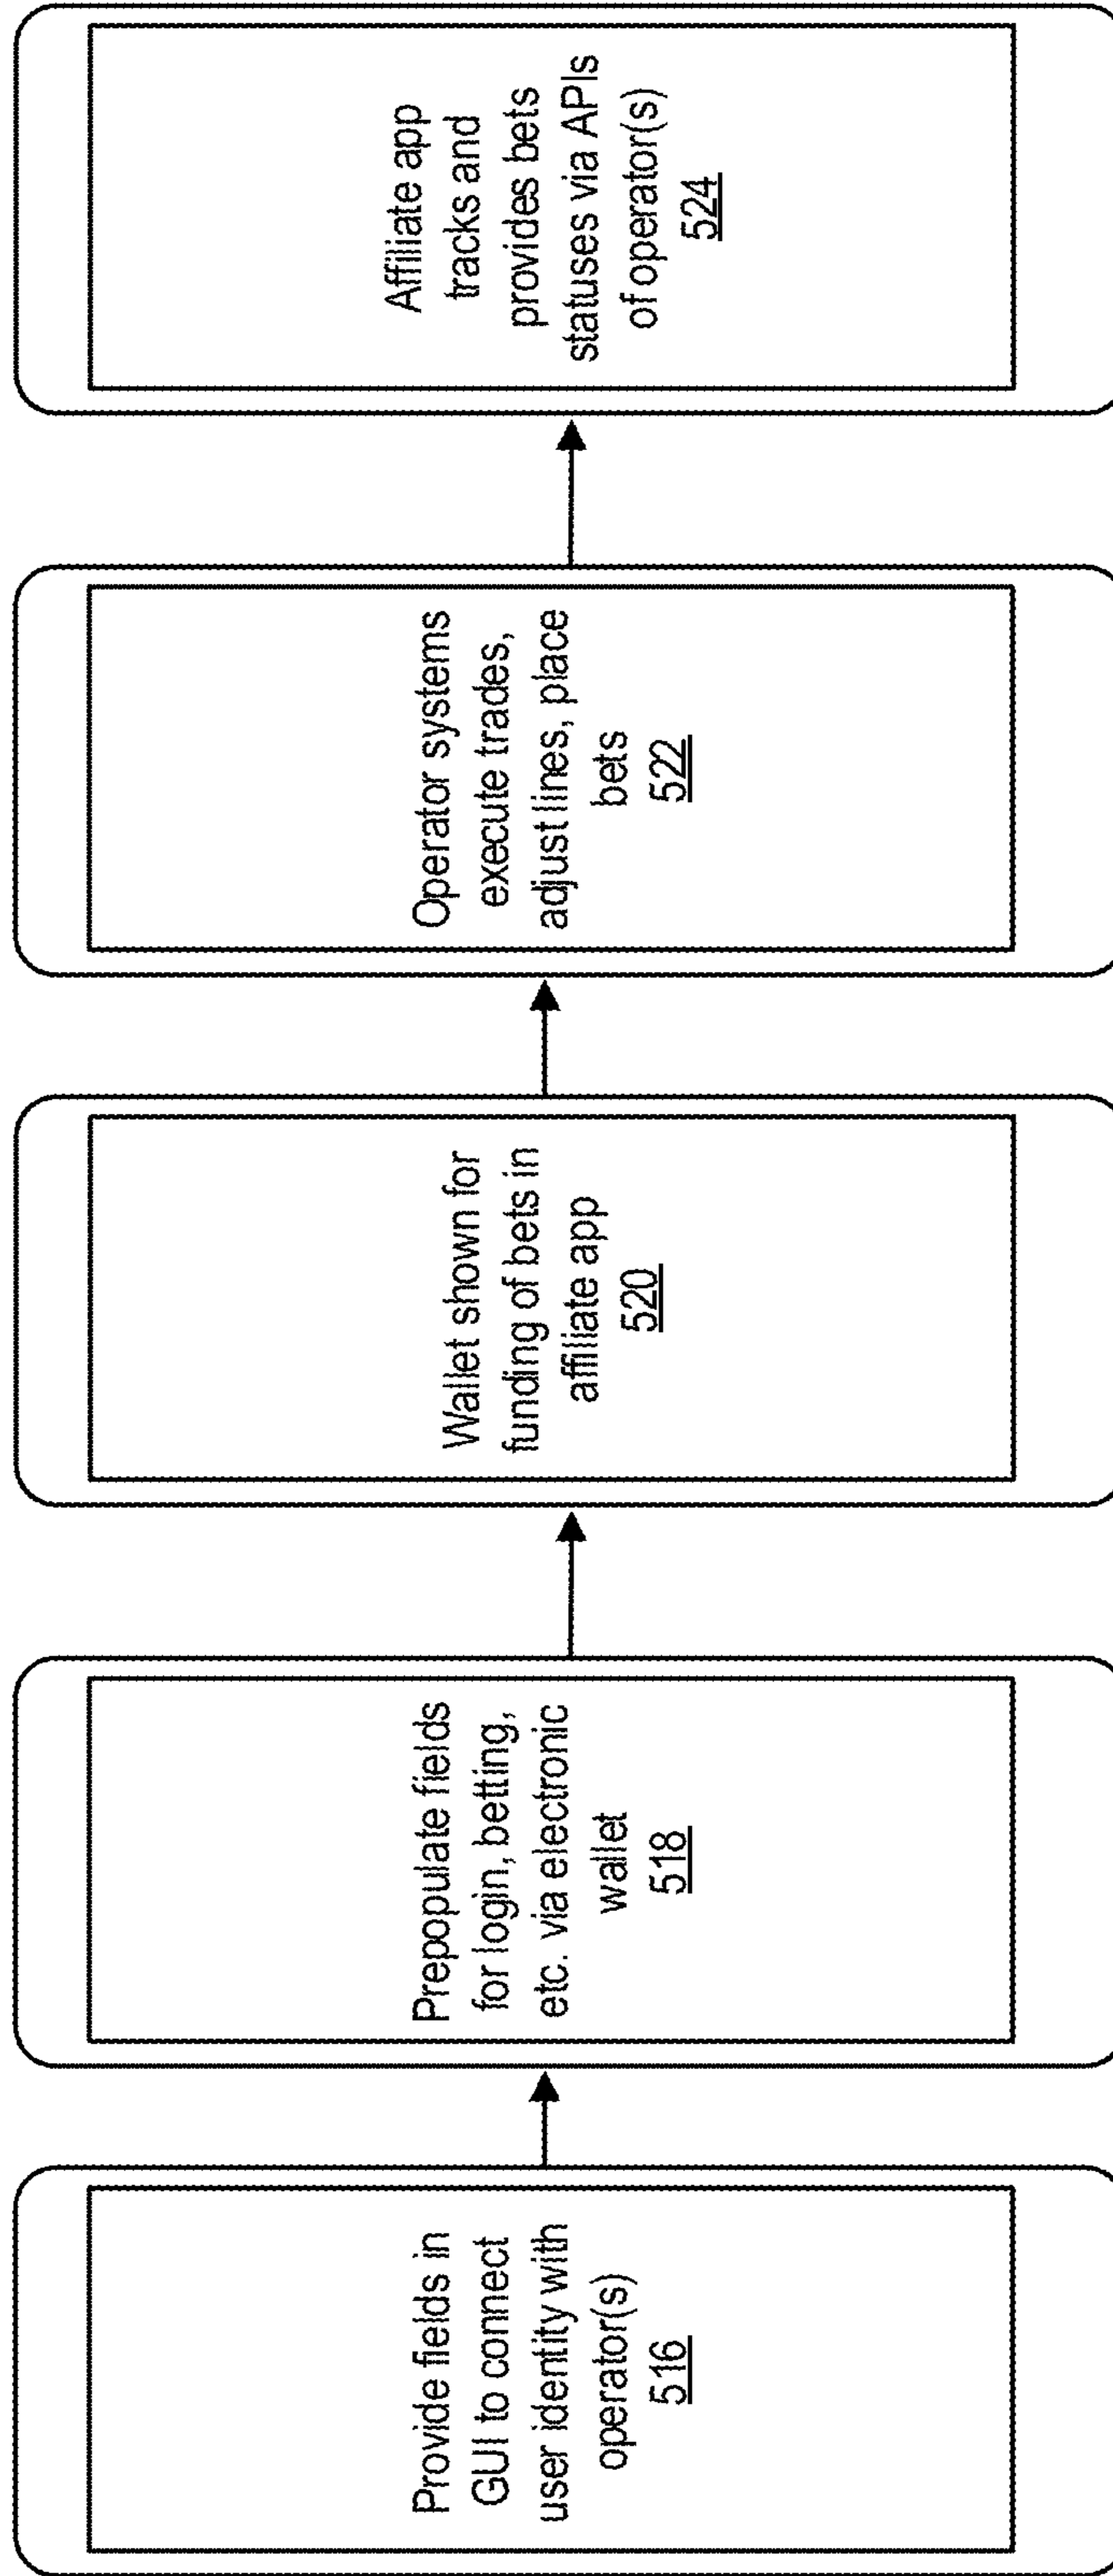 Provide fields in
GUI to connect
user identity with
operator(s)
516
Prepopulate fields
for login, betting,
etc. via electronic
wallet
518
Wallet shown for
funding of bets in
affiliate app
520
Operator systems
execute trades,
adjust lines, place
bets
522
Affiliate app
tracks and
provides bets
statuses via APIs
of operator(s)
524